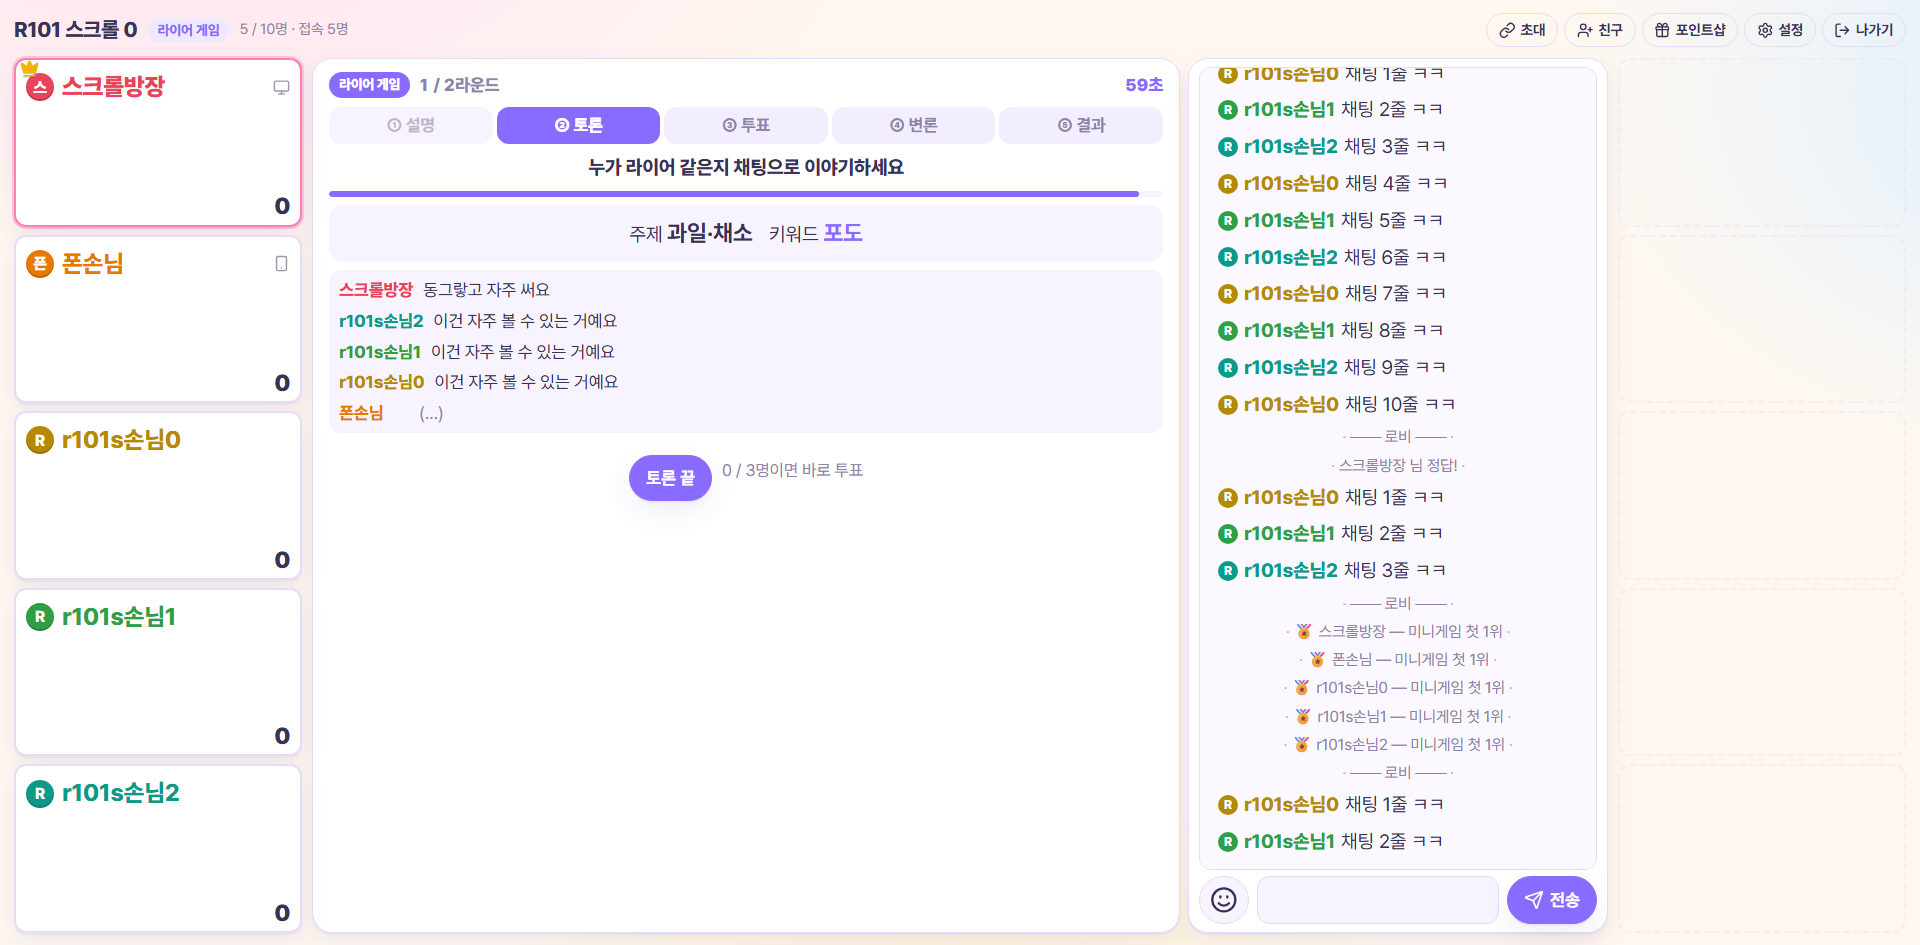 R101 스크롤 0 라이어 게임 5 / 10명 · 접속 5명 초대 친구 포인트샵 설정 나가기
스 스크롤방장
0
폰 폰손님
0
R r101s손님0
0
R r101s손님1
0
R r101s손님2
0
라이어 게임 1 / 2라운드 59초
① 설명 ② 토론 ③ 투표 ④ 변론 ⑤ 결과
누가 라이어 같은지 채팅으로 이야기하세요
주제 과일·채소 키워드 포도
스크롤방장 동그랗고 자주 써요
r101s손님2 이건 자주 볼 수 있는 거예요
r101s손님1 이건 자주 볼 수 있는 거예요
r101s손님0 이건 자주 볼 수 있는 거예요
폰손님 (...)
토론 끝 0 / 3명이면 바로 투표
R r101s손님0 채팅 1줄 ㅋㅋ
R r101s손님1 채팅 2줄 ㅋㅋ
R r101s손님2 채팅 3줄 ㅋㅋ
R r101s손님0 채팅 4줄 ㅋㅋ
R r101s손님1 채팅 5줄 ㅋㅋ
R r101s손님2 채팅 6줄 ㅋㅋ
R r101s손님0 채팅 7줄 ㅋㅋ
R r101s손님1 채팅 8줄 ㅋㅋ
R r101s손님2 채팅 9줄 ㅋㅋ
R r101s손님0 채팅 10줄 ㅋㅋ
· —— 로비 —— ·
· 스크롤방장 님 정답! ·
R r101s손님0 채팅 1줄 ㅋㅋ
R r101s손님1 채팅 2줄 ㅋㅋ
R r101s손님2 채팅 3줄 ㅋㅋ
· —— 로비 —— ·
· 🏅 스크롤방장 — 미니게임 첫 1위 ·
· 🏅 폰손님 — 미니게임 첫 1위 ·
· 🏅 r101s손님0 — 미니게임 첫 1위 ·
· 🏅 r101s손님1 — 미니게임 첫 1위 ·
· 🏅 r101s손님2 — 미니게임 첫 1위 ·
· —— 로비 —— ·
R r101s손님0 채팅 1줄 ㅋㅋ
R r101s손님1 채팅 2줄 ㅋㅋ
전송